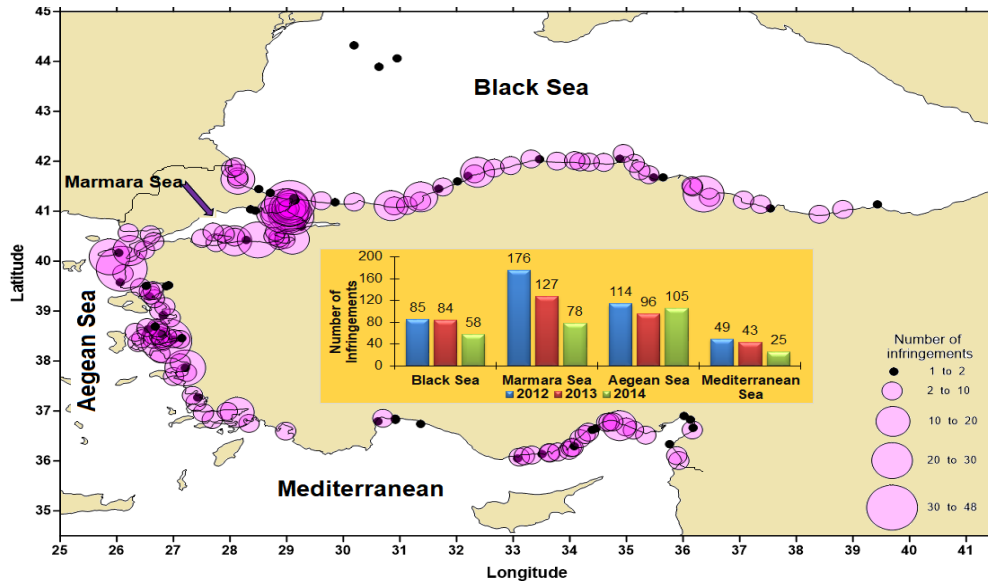 45
44
43
42
41
40
39
38
37
36
35
Latitude
25 26 27 28 29 30 31 32 33 34 35 36 37 38 39 40 41
Longitude
Black Sea
Marmara Sea
Aegean Sea
Mediterranean
200
160
120
80
40
0
Number of
Infringements
85 84 58
176 127 78
114 96 105
49 43 25
Black Sea Marmara Sea Aegean Sea Mediterranean
Sea
2012 2013 2014
Number of
infringements
1 to 2
2 to 10
10 to 20
20 to 30
30 to 48